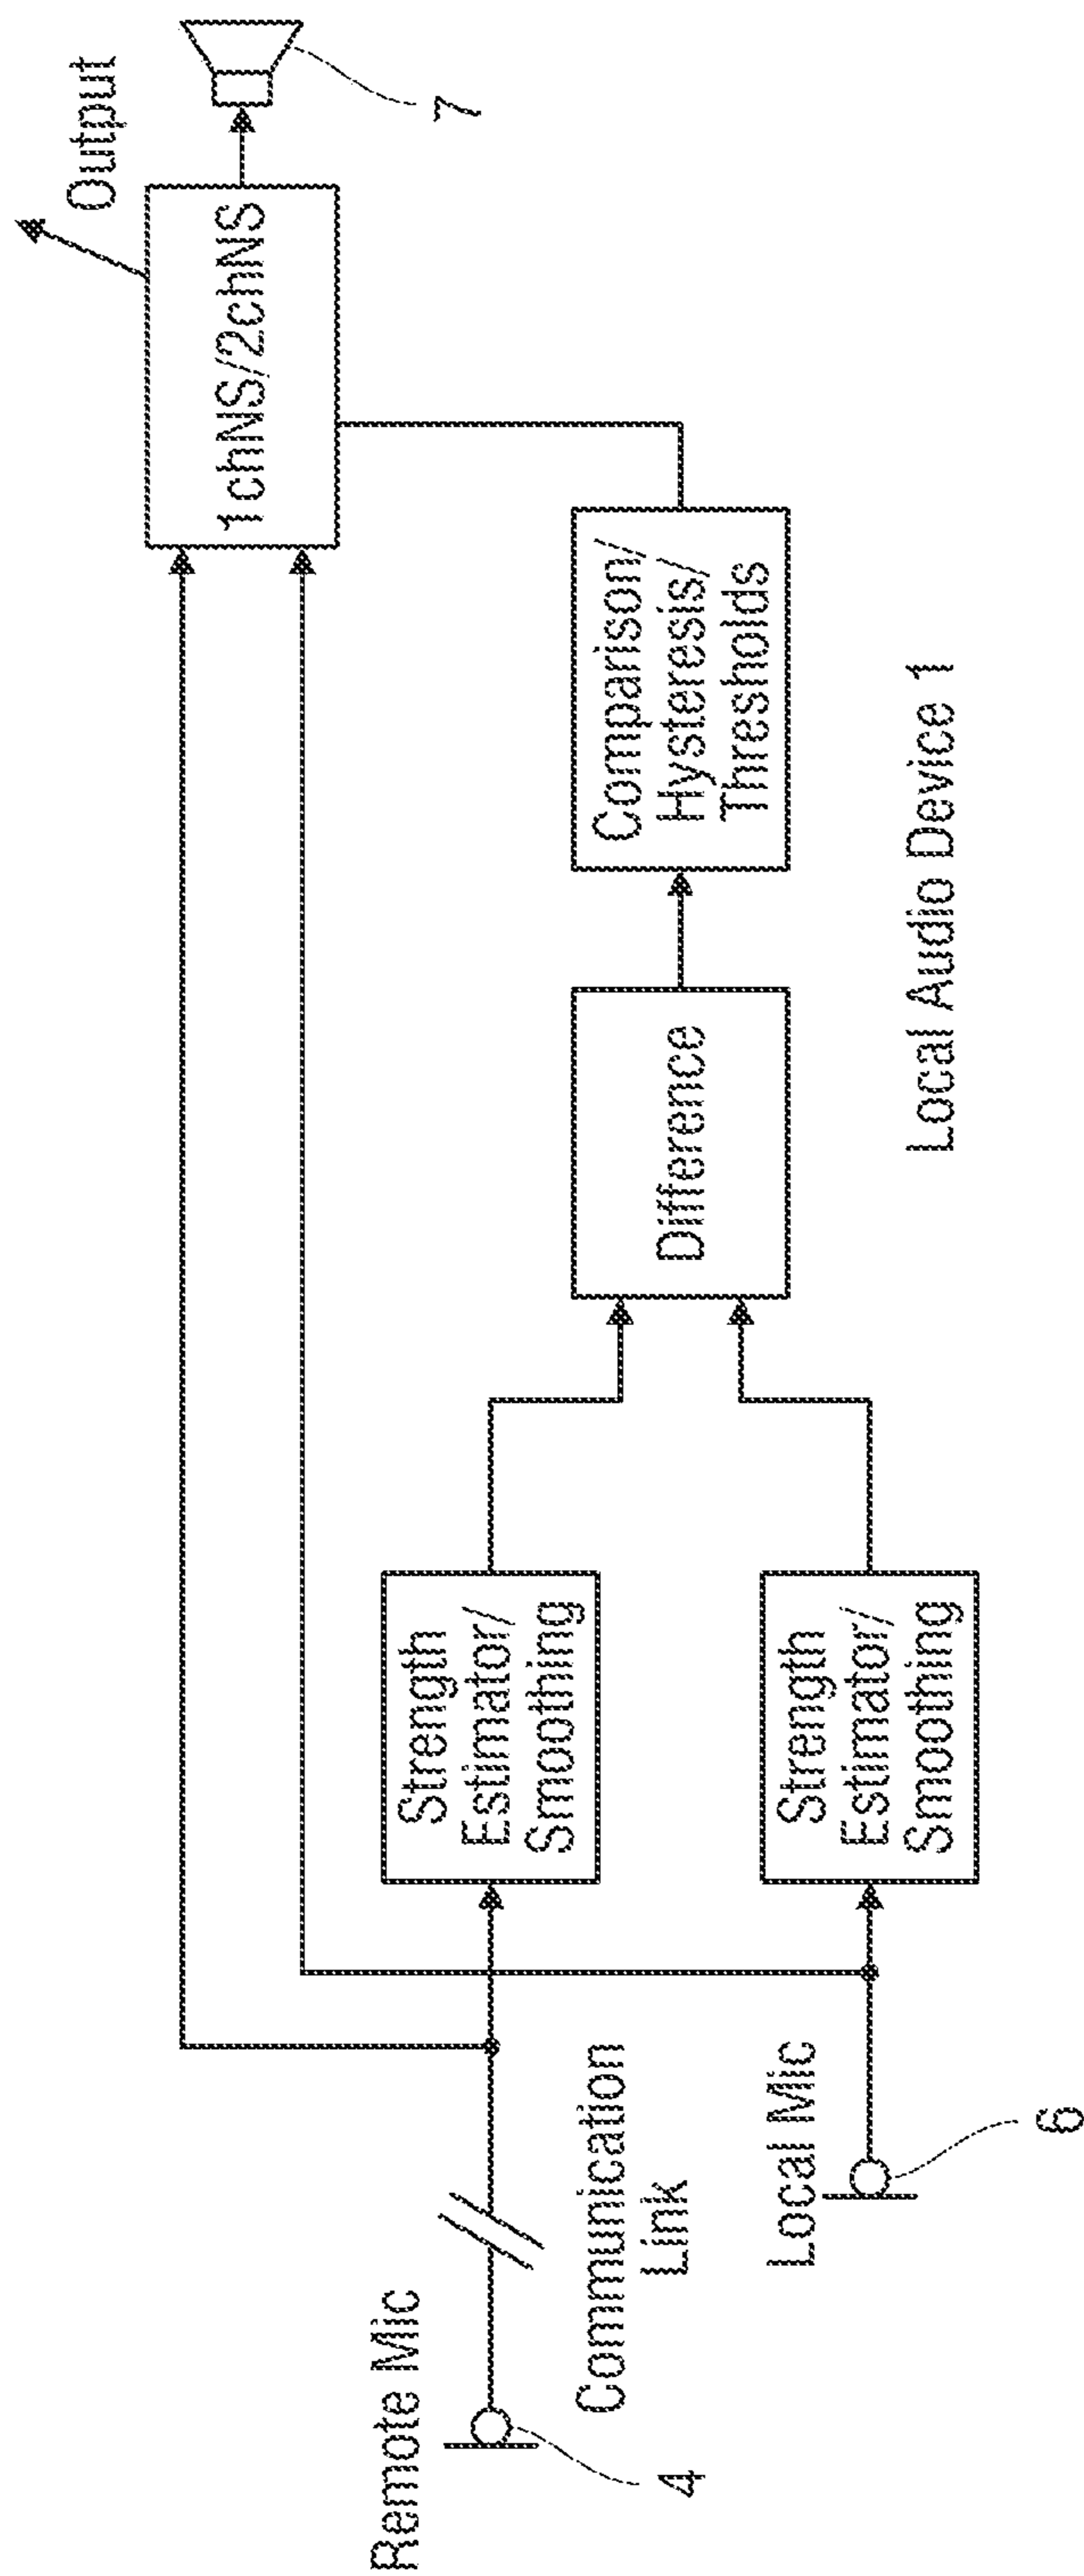 Remote Mic
4
Communication
Link
Local Mic
6
Strength
Estimator/
Smoothing
Strength
Estimator/
Smoothing
Difference
Comparison/
Hysteresis/
Thresholds
1chNS/2chNS
Output
7
Local Audio Device 1